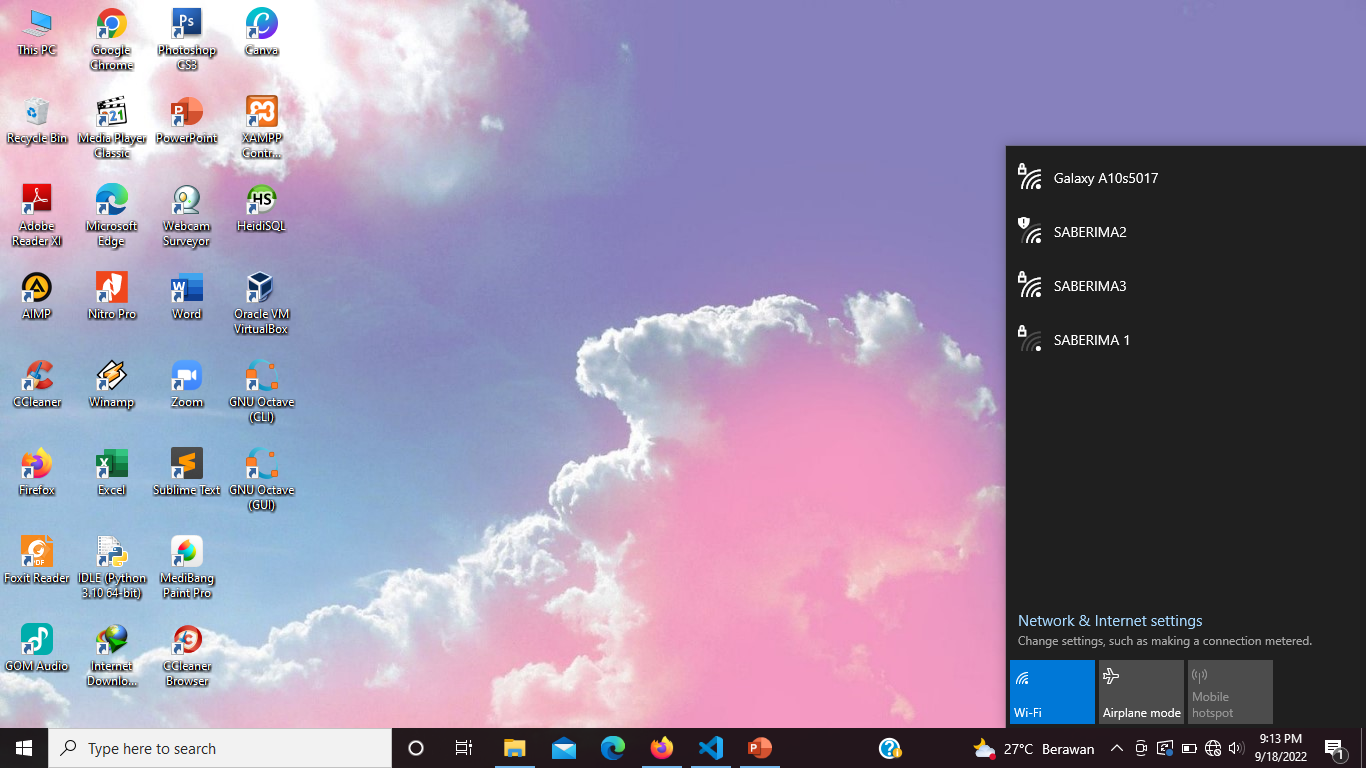 This PC
Google
Chrome
Photoshop
CS3
Canva
Recycle Bin
Media Player
Classic
PowerPoint
XAMPP
Contr...
Adobe
Reader XI
Microsoft
Edge
Webcam
Surveyor
HeidiSQL
AIMP
Nitro Pro
Word
Oracle VM
VirtualBox
CCleaner
Winamp
Zoom
GNU Octave
(CLI)
Firefox
Excel
Sublime Text
GNU Octave
(GUI)
Foxit Reader
IDLE (Python
3.10 64-bit)
MediBang
Paint Pro
GOM Audio
Internet
Downlo...
CCleaner
Browser
Galaxy A10s5017
SABERIMA2
SABERIMA3
SABERIMA 1
Network & Internet settings
Change settings, such as making a connection metered.
Wi-Fi
Airplane mode
Mobile
hotspot
Type here to search
27°C Berawan
9:13 PM
9/18/2022
1